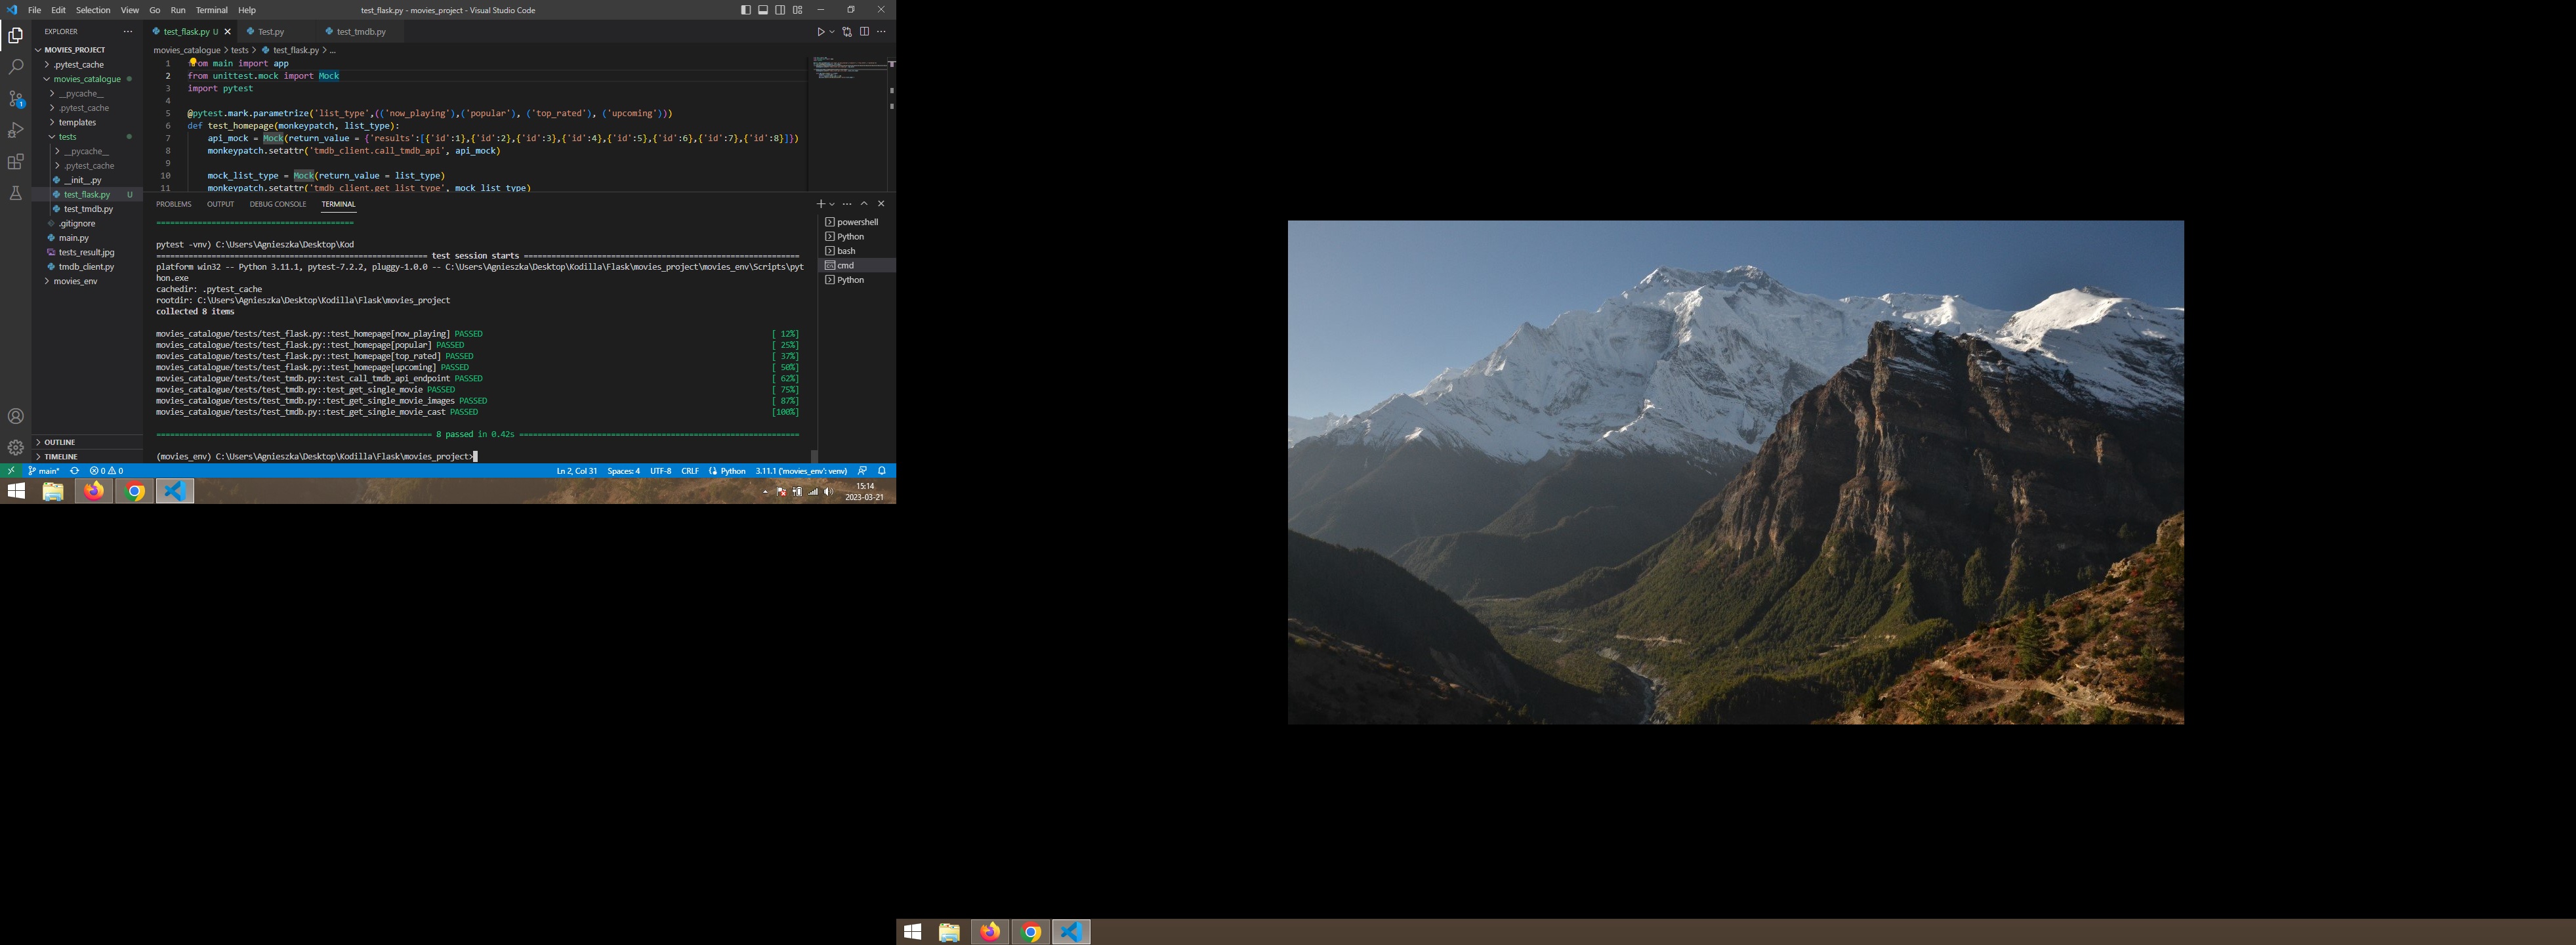 File Edit Selection View Go Run Terminal Help test_flask.py - movies_project - Visual Studio Code
EXPLORER
MOVIES_PROJECT
.pytest_cache
movies_catalogue
__pycache__
.pytest_cache
templates
tests
__pycache__
.pytest_cache
__init__.py
test_flask.py U
test_tmdb.py
.gitignore
main.py
tests_result.jpg
tmdb_client.py
movies_env
OUTLINE
TIMELINE
test_flask.py U Test.py test_tmdb.py
movies_catalogue > tests > test_flask.py > ...
1 om main import app
2 from unittest.mock import Mock
3 import pytest
4
5 @pytest.mark.parametrize('list_type',(('now_playing'),('popular'), ('top_rated'), ('upcoming')))
6 def test_homepage(monkeypatch, list_type):
7 api_mock = Mock(return_value = {'results':[{'id':1},{'id':2},{'id':3},{'id':4},{'id':5},{'id':6},{'id':7},{'id':8}]})
8 monkeypatch.setattr('tmdb_client.call_tmdb_api', api_mock)
9
10 mock_list_type = Mock(return_value = list_type)
11 monkeypatch.setattr('tmdb_client.get_list_type', mock_list_type)
PROBLEMS OUTPUT DEBUG CONSOLE TERMINAL
pytest -vnv) C:\Users\Agnieszka\Desktop\Kod
test session starts
platform win32 -- Python 3.11.1, pytest-7.2.2, pluggy-1.0.0 -- C:\Users\Agnieszka\Desktop\Kodilla\Flask\movies_project\movies_env\Scripts\pyt
hon.exe
cachedir: .pytest_cache
rootdir: C:\Users\Agnieszka\Desktop\Kodilla\Flask\movies_project
collected 8 items
movies_catalogue/tests/test_flask.py::test_homepage[now_playing] PASSED [ 12%]
movies_catalogue/tests/test_flask.py::test_homepage[popular] PASSED [ 25%]
movies_catalogue/tests/test_flask.py::test_homepage[top_rated] PASSED [ 37%]
movies_catalogue/tests/test_flask.py::test_homepage[upcoming] PASSED [ 50%]
movies_catalogue/tests/test_tmdb.py::test_call_tmdb_api_endpoint PASSED [ 62%]
movies_catalogue/tests/test_tmdb.py::test_get_single_movie PASSED [ 75%]
movies_catalogue/tests/test_tmdb.py::test_get_single_movie_images PASSED [ 87%]
movies_catalogue/tests/test_tmdb.py::test_get_single_movie_cast PASSED [100%]
8 passed in 0.42s
(movies_env) C:\Users\Agnieszka\Desktop\Kodilla\Flask\movies_project>
powershell
Python
bash
cmd
Python
main* 0 0 Ln 2, Col 31 Spaces: 4 UTF-8 CRLF Python 3.11.1 ('movies_env': venv)
15:14
2023-03-21